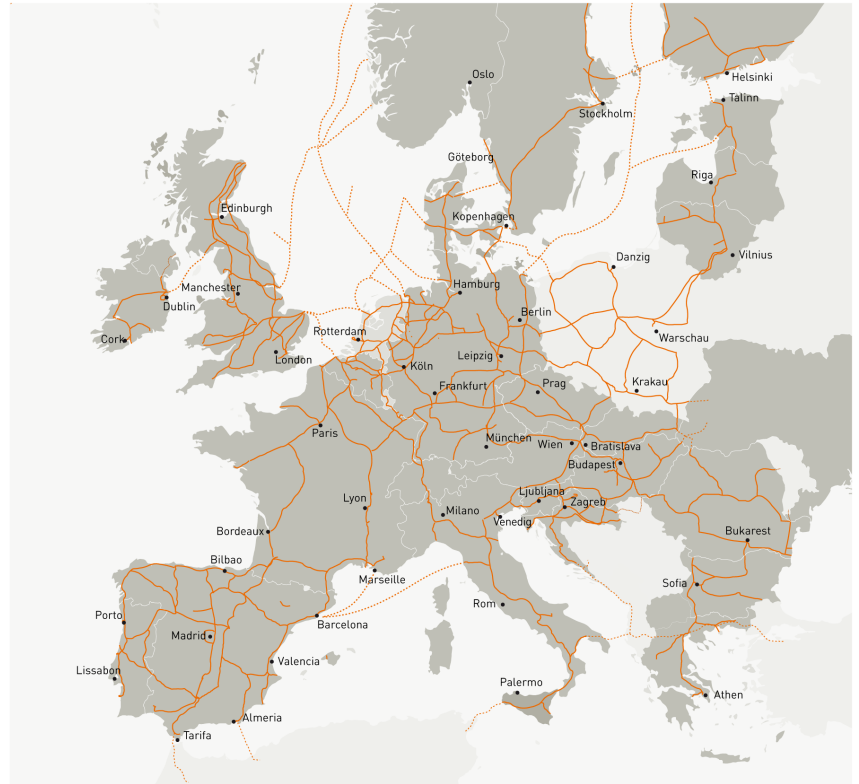 Oslo
Helsinki
Talinn
Stockholm
Göteborg
Riga
Edinburgh
Kopenhagen
Danzig
Vilnius
Manchester
Hamburg
Dublin
Berlin
Rotterdam
Warschau
Cork
London
Leipzig
Köln
Krakau
Frankfurt
Prag
Paris
München
Wien
Bratislava
Budapest
Ljubljana
Lyon
Zagreb
Milano
Venedig
Bordeaux
Bukarest
Bilbao
Marseille
Sofia
Rom
Porto
Barcelona
Madrid
Valencia
Lissabon
Palermo
Athen
Almeria
Tarifa